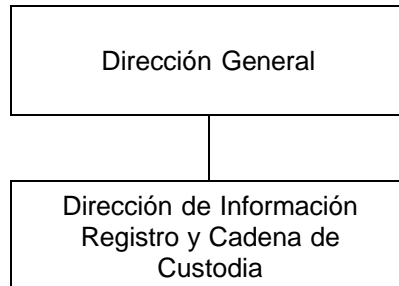 Dirección General
Dirección de Información
Registro y Cadena de
Custodia